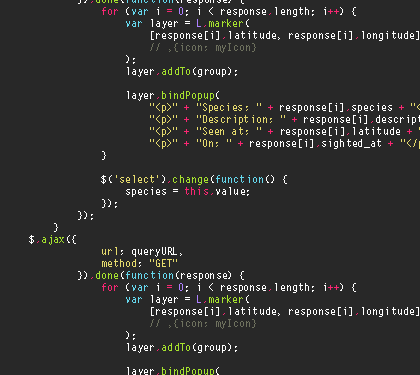 }).done(function(response) {
for (var i = 0; i < response.length; i++) {
var layer = L.marker(
[response[i].latitude, response[i].longitude]
// ,{icon: myIcon}
);
layer.addTo(group);
layer.bindPopup(
"<p>" + "Species: " + response[i].species + "<
"<p>" + "Description: " + response[i].descript
"<p>" + "Seen at: " + response[i].latitude + "
"<p>" + "On: " + response[i].sighted_at + "</p
}
$('select').change(function() {
species = this.value;
});
});
}
$.ajax({
url: queryURL,
method: "GET"
}).done(function(response) {
for (var i = 0; i < response.length; i++) {
var layer = L.marker(
[response[i].latitude, response[i].longitude]
// ,{icon: myIcon}
);
layer.addTo(group);
layer.bindPopup(